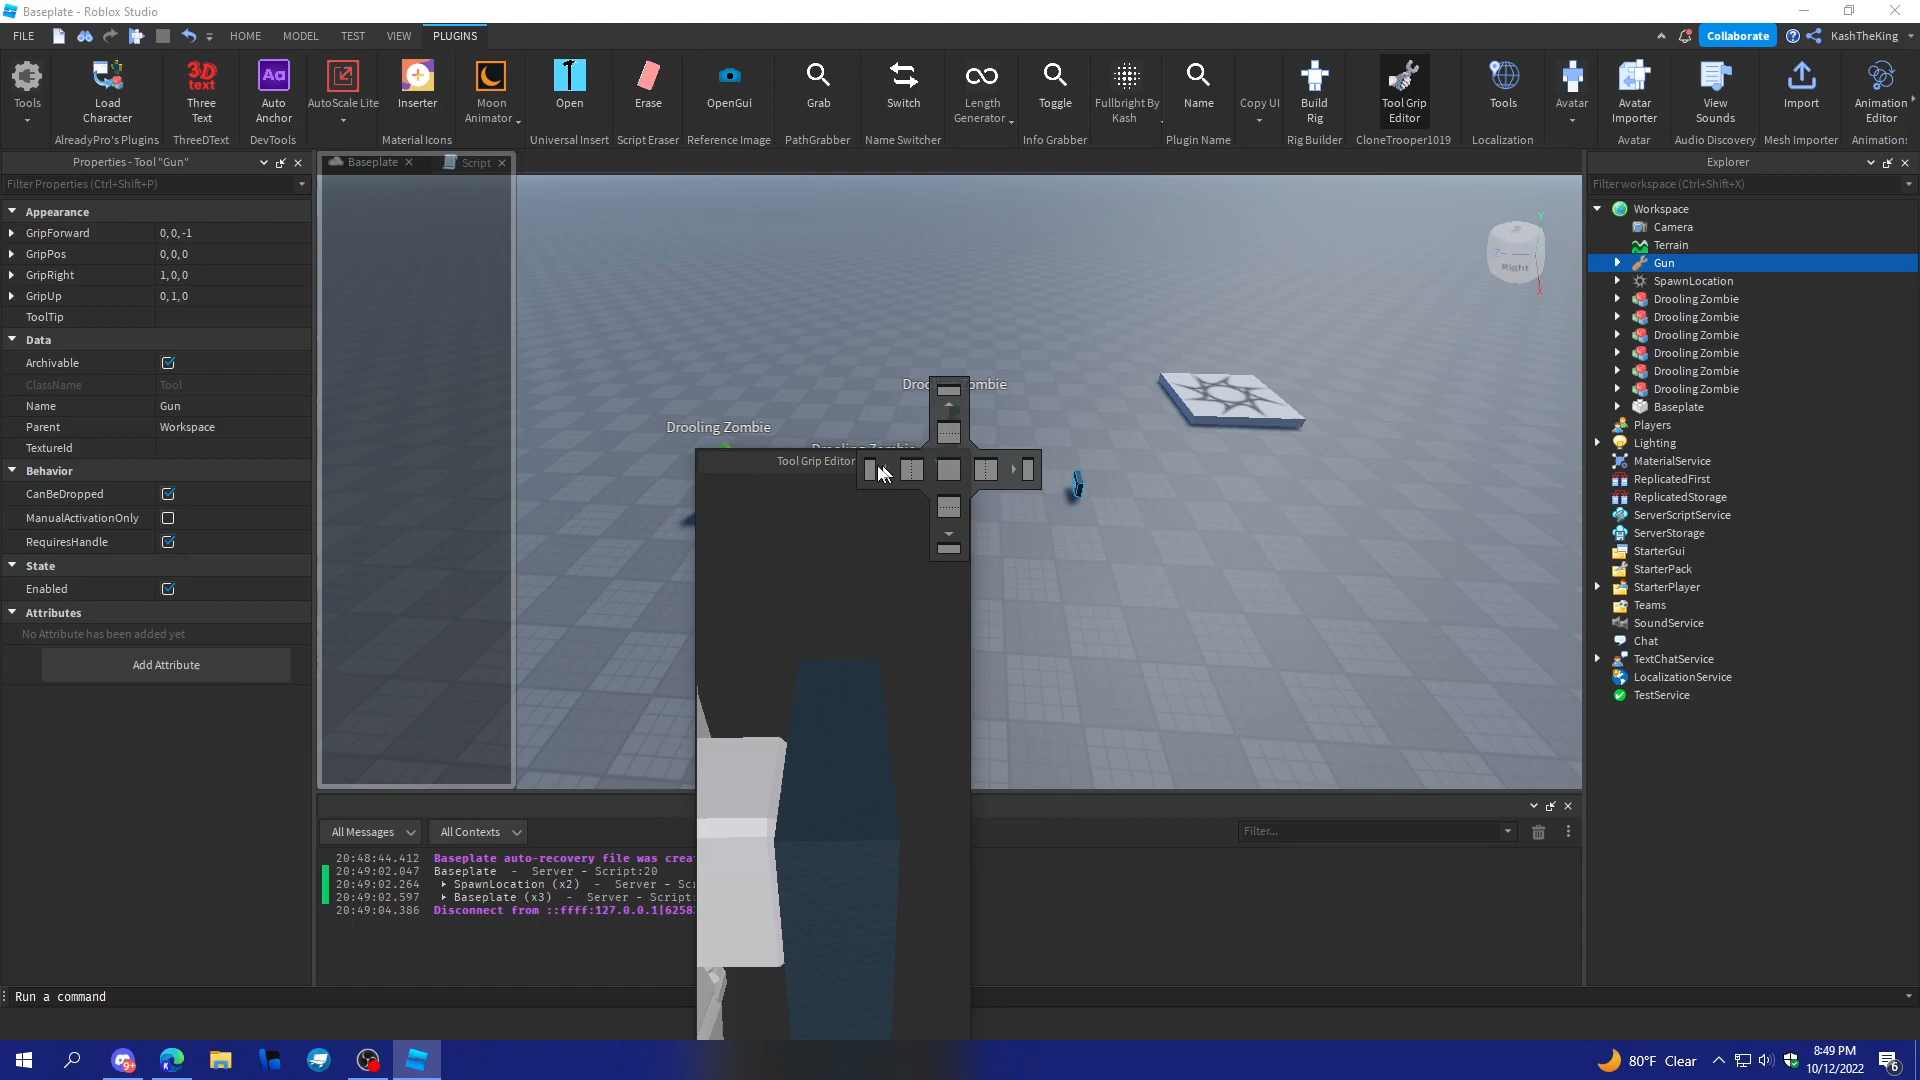 Baseplate - Roblox Studio
FILE HOME MODEL TEST VIEW PLUGINS Collaborate KashTheKing
Tools
Load Character
AlreadyPro's Plugins
3D text
Three Text
ThreeDText
Aa
Auto Anchor
DevTools
AutoScale Lite
Inserter
Material Icons
Moon Animator
Open
Universal Insert
Erase
Script Eraser
OpenGui
Reference Image
Grab
PathGrabber
Switch
Name Switcher
Length Generator
Toggle
Info Grabber
Fullbright By Kash
Name
Plugin Name
Copy UI
Build Rig
Rig Builder
Tool Grip Editor
CloneTrooper1019
Tools
Localization
Avatar
Avatar Importer
Avatar
View Sounds
Audio Discovery
Import
Mesh Importer
Animation Editor
Animation:
Properties - Tool "Gun"
Filter Properties (Ctrl+Shift+P)
Appearance
GripForward 0, 0, -1
GripPos 0, 0, 0
GripRight 1, 0, 0
GripUp 0, 1, 0
ToolTip
Data
Archivable
ClassName Tool
Name Gun
Parent Workspace
TextureId
Behavior
CanBeDropped
ManualActivationOnly
RequiresHandle
State
Enabled
Attributes
No Attribute has been added yet
Add Attribute
Baseplate
Script
Drooling Zombie
Drooling Zombie
Drooling Zombie
Tool Grip Editor
Y
Z
Right
X
All Messages All Contexts Filter...
20:48:44.412 Baseplate auto-recovery file was crea
20:49:02.047 Baseplate - Server - Script:20
20:49:02.264 SpawnLocation (x2) - Server - Sc
20:49:02.597 Baseplate (x3) - Server - Script:
20:49:04.386 Disconnect from ::ffff:127.0.0.1|6258
Explorer
Filter workspace (Ctrl+Shift+X)
Workspace
Camera
Terrain
Gun
SpawnLocation
Drooling Zombie
Drooling Zombie
Drooling Zombie
Drooling Zombie
Drooling Zombie
Drooling Zombie
Baseplate
Players
Lighting
MaterialService
ReplicatedFirst
ReplicatedStorage
ServerScriptService
ServerStorage
StarterGui
StarterPack
StarterPlayer
Teams
SoundService
Chat
TextChatService
LocalizationService
TestService
Run a command
9+
80°F Clear
8:49 PM
10/12/2022
6